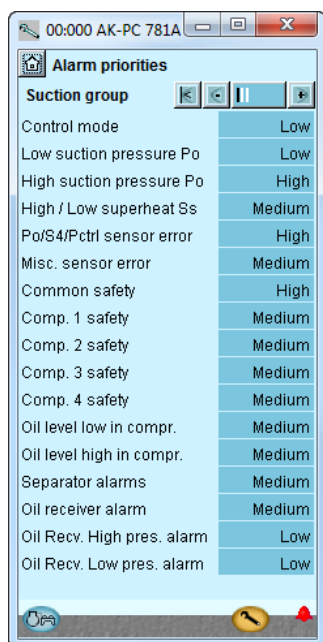 00:000 AK-PC 781A
Alarm priorities
Suction group
Control mode Low
Low suction pressure Po Low
High suction pressure Po High
High / Low superheat Ss Medium
Po/S4/Pctrl sensor error High
Misc. sensor error Medium
Common safety High
Comp. 1 safety Medium
Comp. 2 safety Medium
Comp. 3 safety Medium
Comp. 4 safety Medium
Oil level low in compr. Medium
Oil level high in compr. Medium
Separator alarms Medium
Oil receiver alarm Medium
Oil Recv. High pres. alarm Low
Oil Recv. Low pres. alarm Low